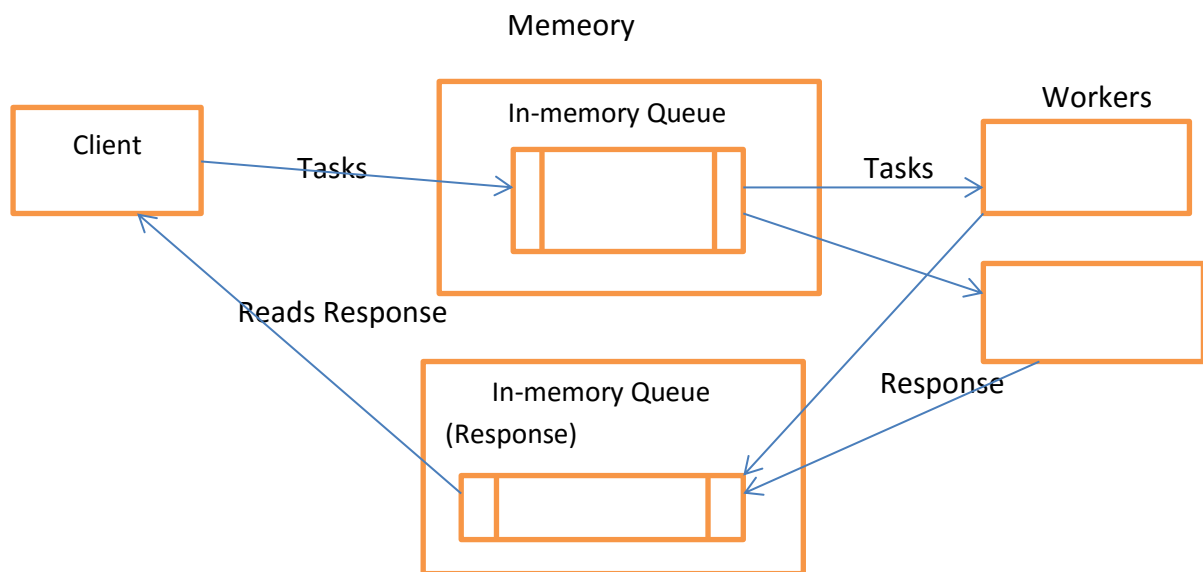 Memeory
In-memory Queue
Workers
Client
Tasks
Tasks
Reads Response
In-memory Queue
(Response)
Response